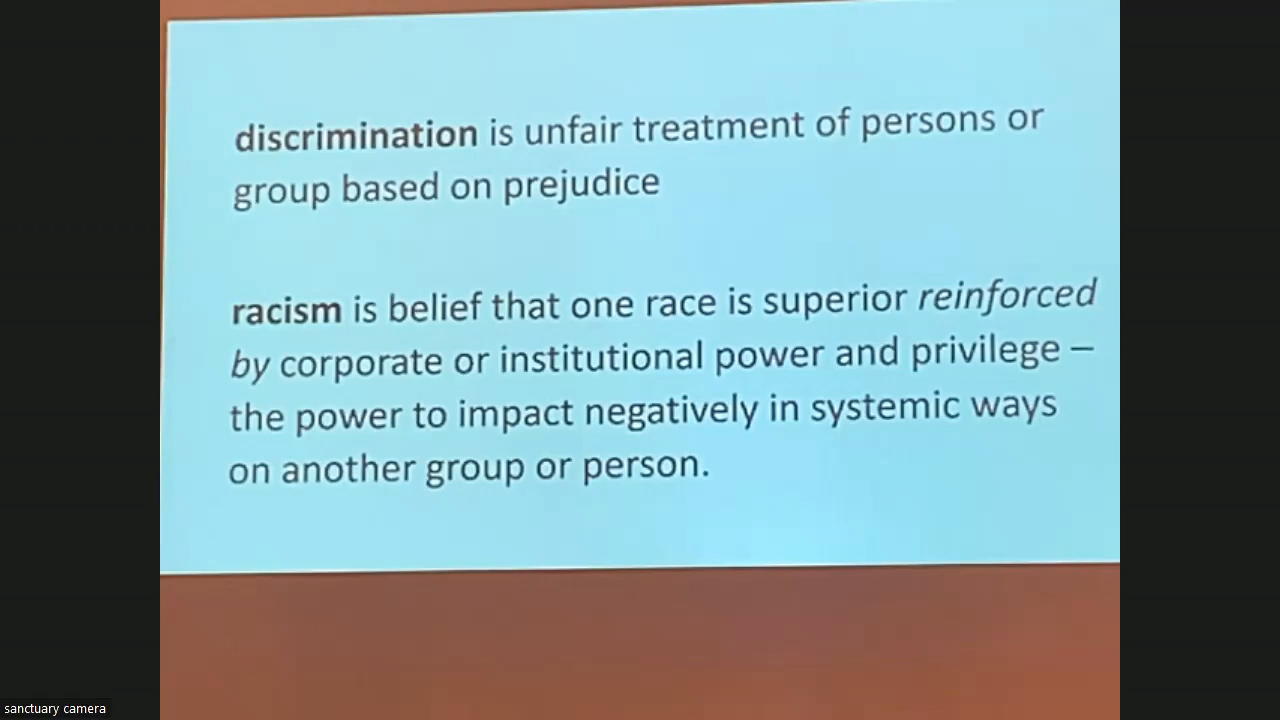 discrimination is unfair treatment of persons or
group based on prejudice
racism is belief that one race is superior reinforced
by corporate or institutional power and privilege –
the power to impact negatively in systemic ways
on another group or person.
sanctuary camera